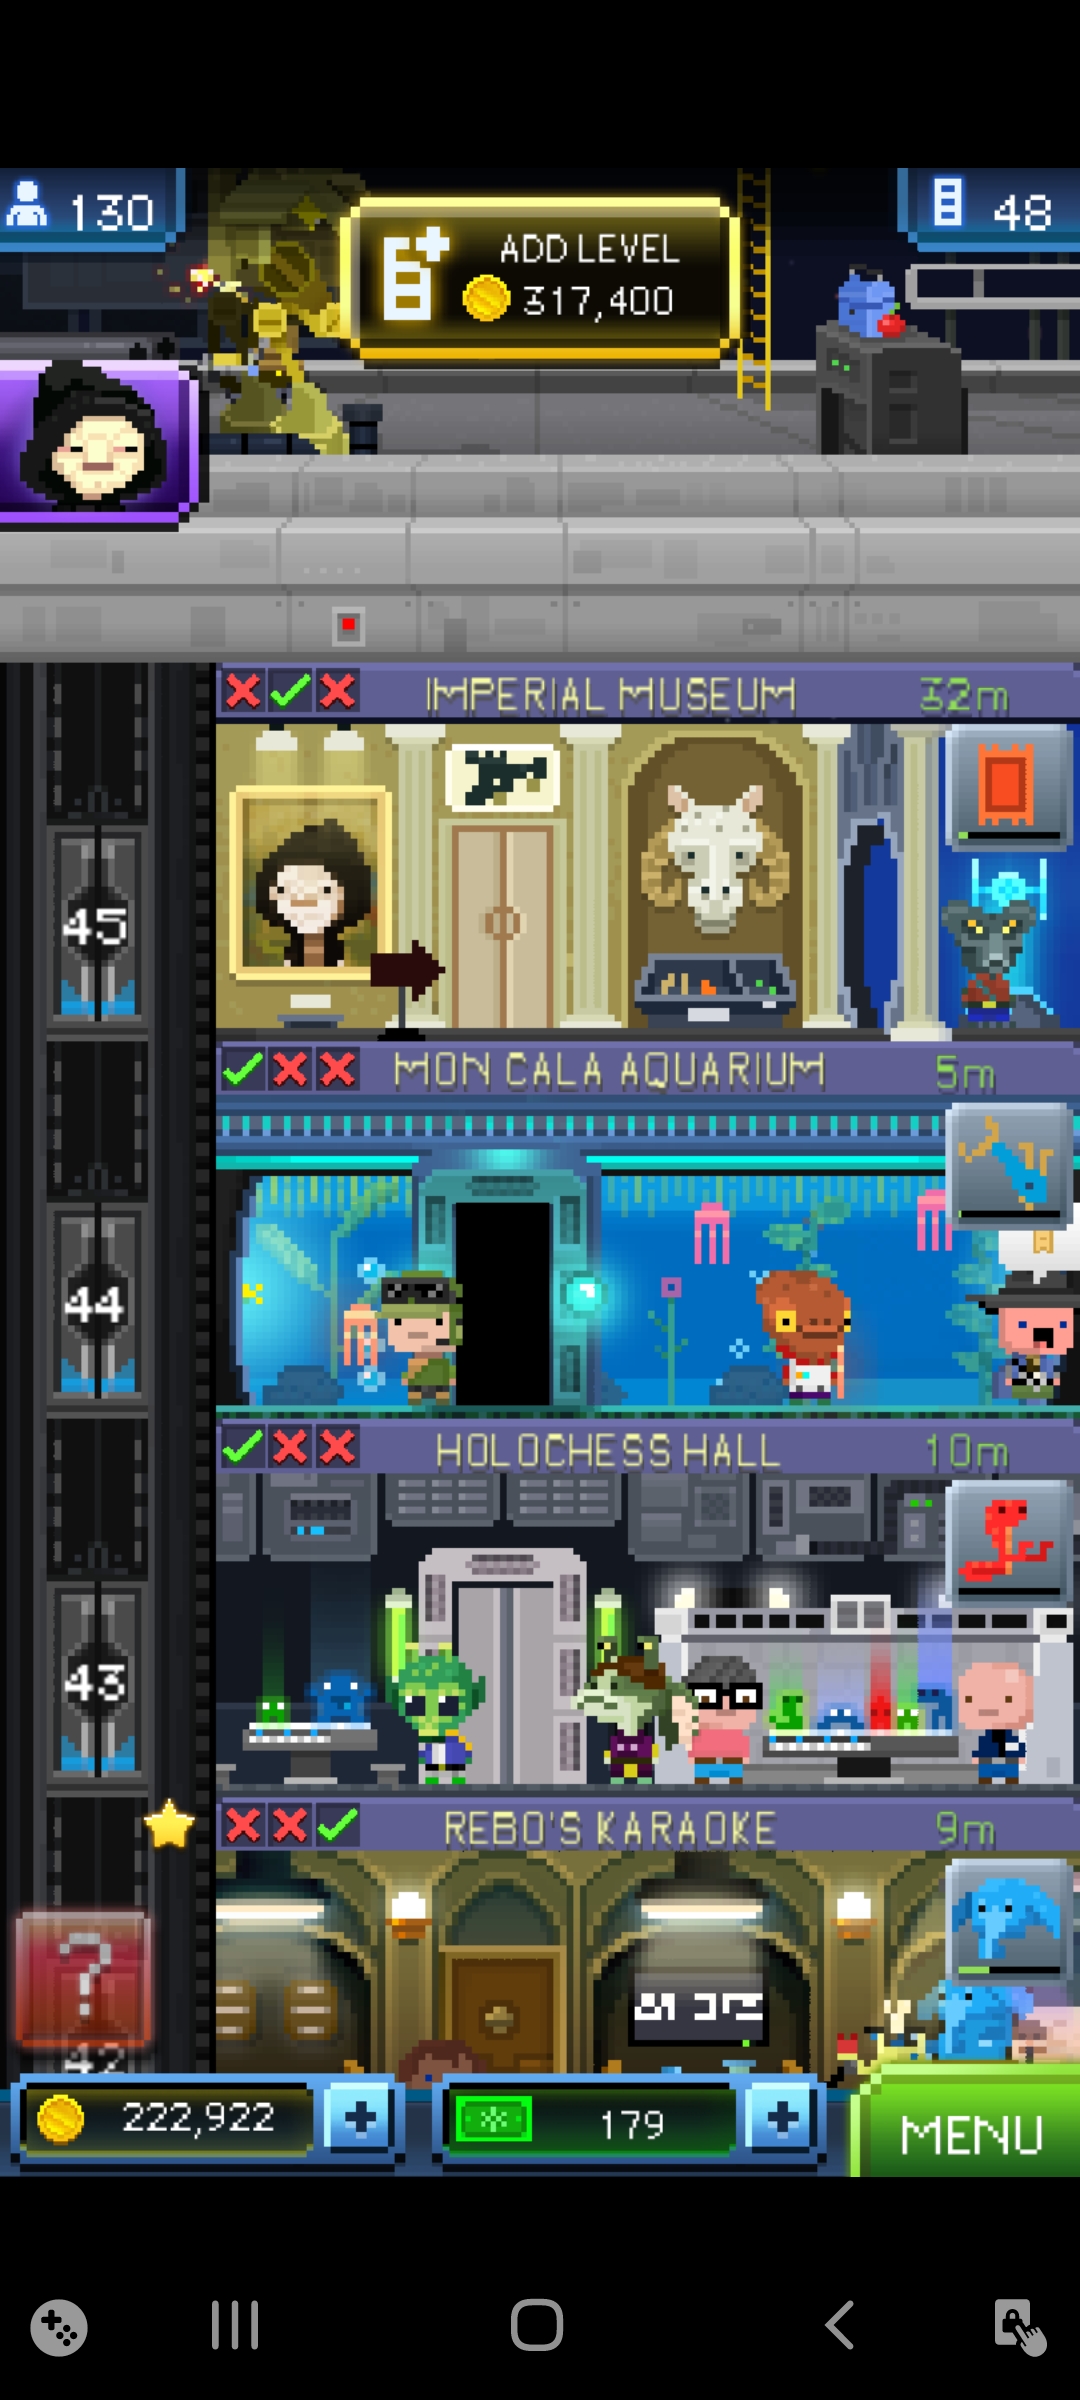 130
ADD LEVEL
317,400
48
IMPERIAL MUSEUM 32m
45
MON CALA AQUARIUM 5m
44
HOLOCHESS HALL 10m
43
REBO'S KARAOKE 9m
?
42
222,922 + 179 + MENU